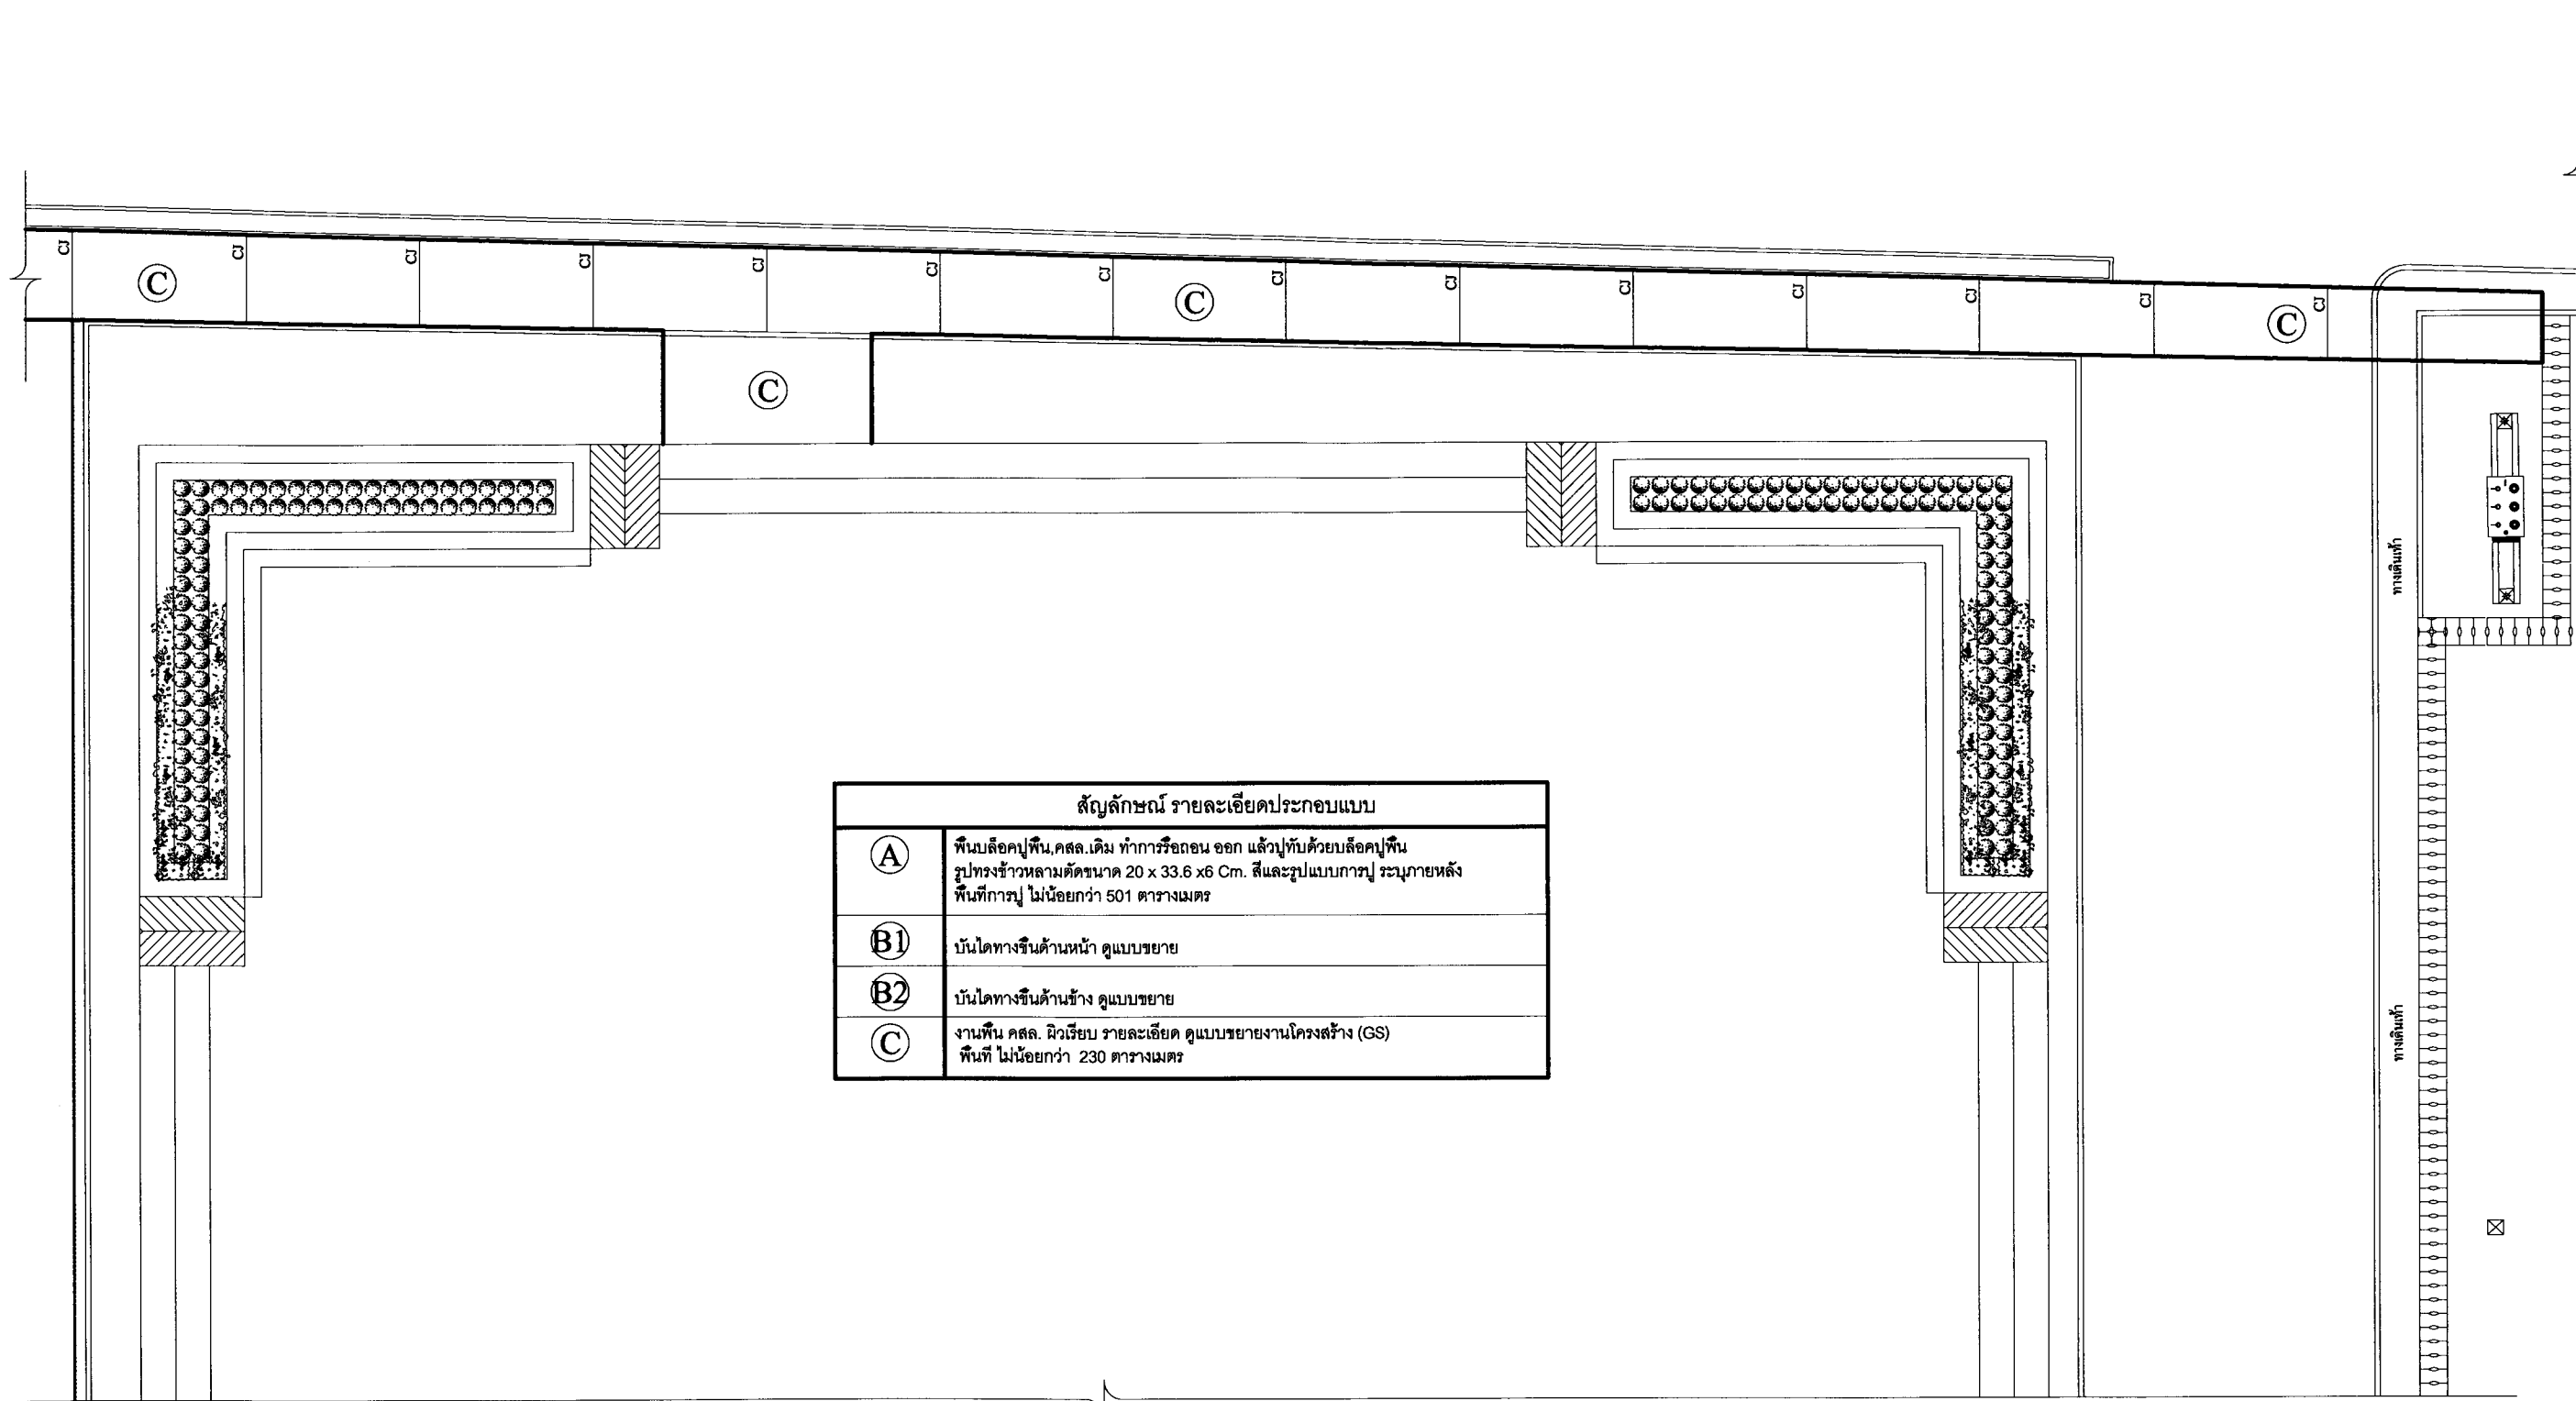 CJ CJ CJ CJ CJ CJ CJ CJ CJ CJ CJ CJ CJ CJ
C C C
C
ทางเดินเท้า
สัญลักษณ์ รายละเอียดประกอบแบบ
A พื้นบล็อคปูพื้น,คสล.เดิม ทำการรื้อถอน ออก แล้วปูทับด้วยบล็อคปูพื้น
รูปทรงข้าวหลามตัดขนาด 20 x 33.6 x6 Cm. สีและรูปแบบการปู ระบุภายหลัง
พื้นที่การปู ไม่น้อยกว่า 501 ตารางเมตร
B1 บันไดทางขึ้นด้านหน้า ดูแบบขยาย
B2 บันไดทางขึ้นด้านข้าง ดูแบบขยาย
C งานพื้น คสล. ผิวเรียบ รายละเอียด ดูแบบขยายงานโครงสร้าง (GS)
พื้นที่ ไม่น้อยกว่า 230 ตารางเมตร
ทางเดินเท้า